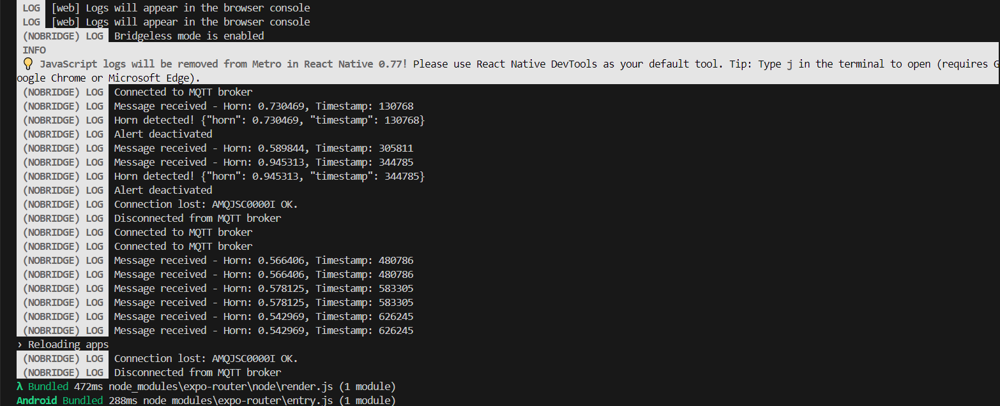 LOG [web] Logs will appear in the browser console
LOG [web] Logs will appear in the browser console
(NOBRIDGE) LOG Bridgeless mode is enabled
INFO
💡 JavaScript logs will be removed from Metro in React Native 0.77! Please use React Native DevTools as your default tool. Tip: Type j in the terminal to open (requires G
oogle Chrome or Microsoft Edge).
(NOBRIDGE) LOG Connected to MQTT broker
(NOBRIDGE) LOG Message received - Horn: 0.730469, Timestamp: 130768
(NOBRIDGE) LOG Horn detected! {"horn": 0.730469, "timestamp": 130768}
(NOBRIDGE) LOG Alert deactivated
(NOBRIDGE) LOG Message received - Horn: 0.589844, Timestamp: 305811
(NOBRIDGE) LOG Message received - Horn: 0.945313, Timestamp: 344785
(NOBRIDGE) LOG Horn detected! {"horn": 0.945313, "timestamp": 344785}
(NOBRIDGE) LOG Alert deactivated
(NOBRIDGE) LOG Connection lost: AMQJSC0000I OK.
(NOBRIDGE) LOG Disconnected from MQTT broker
(NOBRIDGE) LOG Connected to MQTT broker
(NOBRIDGE) LOG Connected to MQTT broker
(NOBRIDGE) LOG Message received - Horn: 0.566406, Timestamp: 480786
(NOBRIDGE) LOG Message received - Horn: 0.566406, Timestamp: 480786
(NOBRIDGE) LOG Message received - Horn: 0.578125, Timestamp: 583305
(NOBRIDGE) LOG Message received - Horn: 0.578125, Timestamp: 583305
(NOBRIDGE) LOG Message received - Horn: 0.542969, Timestamp: 626245
(NOBRIDGE) LOG Message received - Horn: 0.542969, Timestamp: 626245
› Reloading apps
(NOBRIDGE) LOG Connection lost: AMQJSC0000I OK.
(NOBRIDGE) LOG Disconnected from MQTT broker
λ Bundled 472ms node_modules\expo-router\node\render.js (1 module)
Android Bundled 288ms node_modules\expo-router\entry.js (1 module)